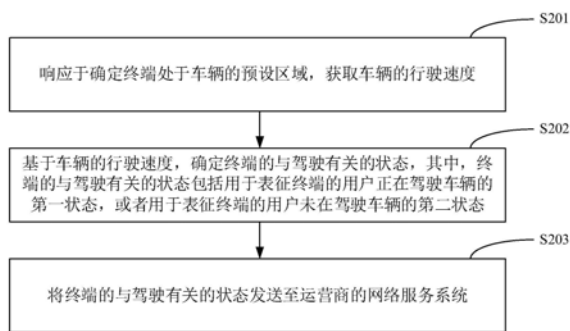 S201
响应于确定终端处于车辆的预设区域，获取车辆的行驶速度
S202
基于车辆的行驶速度，确定终端的与驾驶有关的状态，其中，终
端的与驾驶有关的状态包括用于表征终端的用户正在驾驶车辆的
第一状态，或者用于表征终端的用户未在驾驶车辆的第二状态
S203
将终端的与驾驶有关的状态发送至运营商的网络服务系统